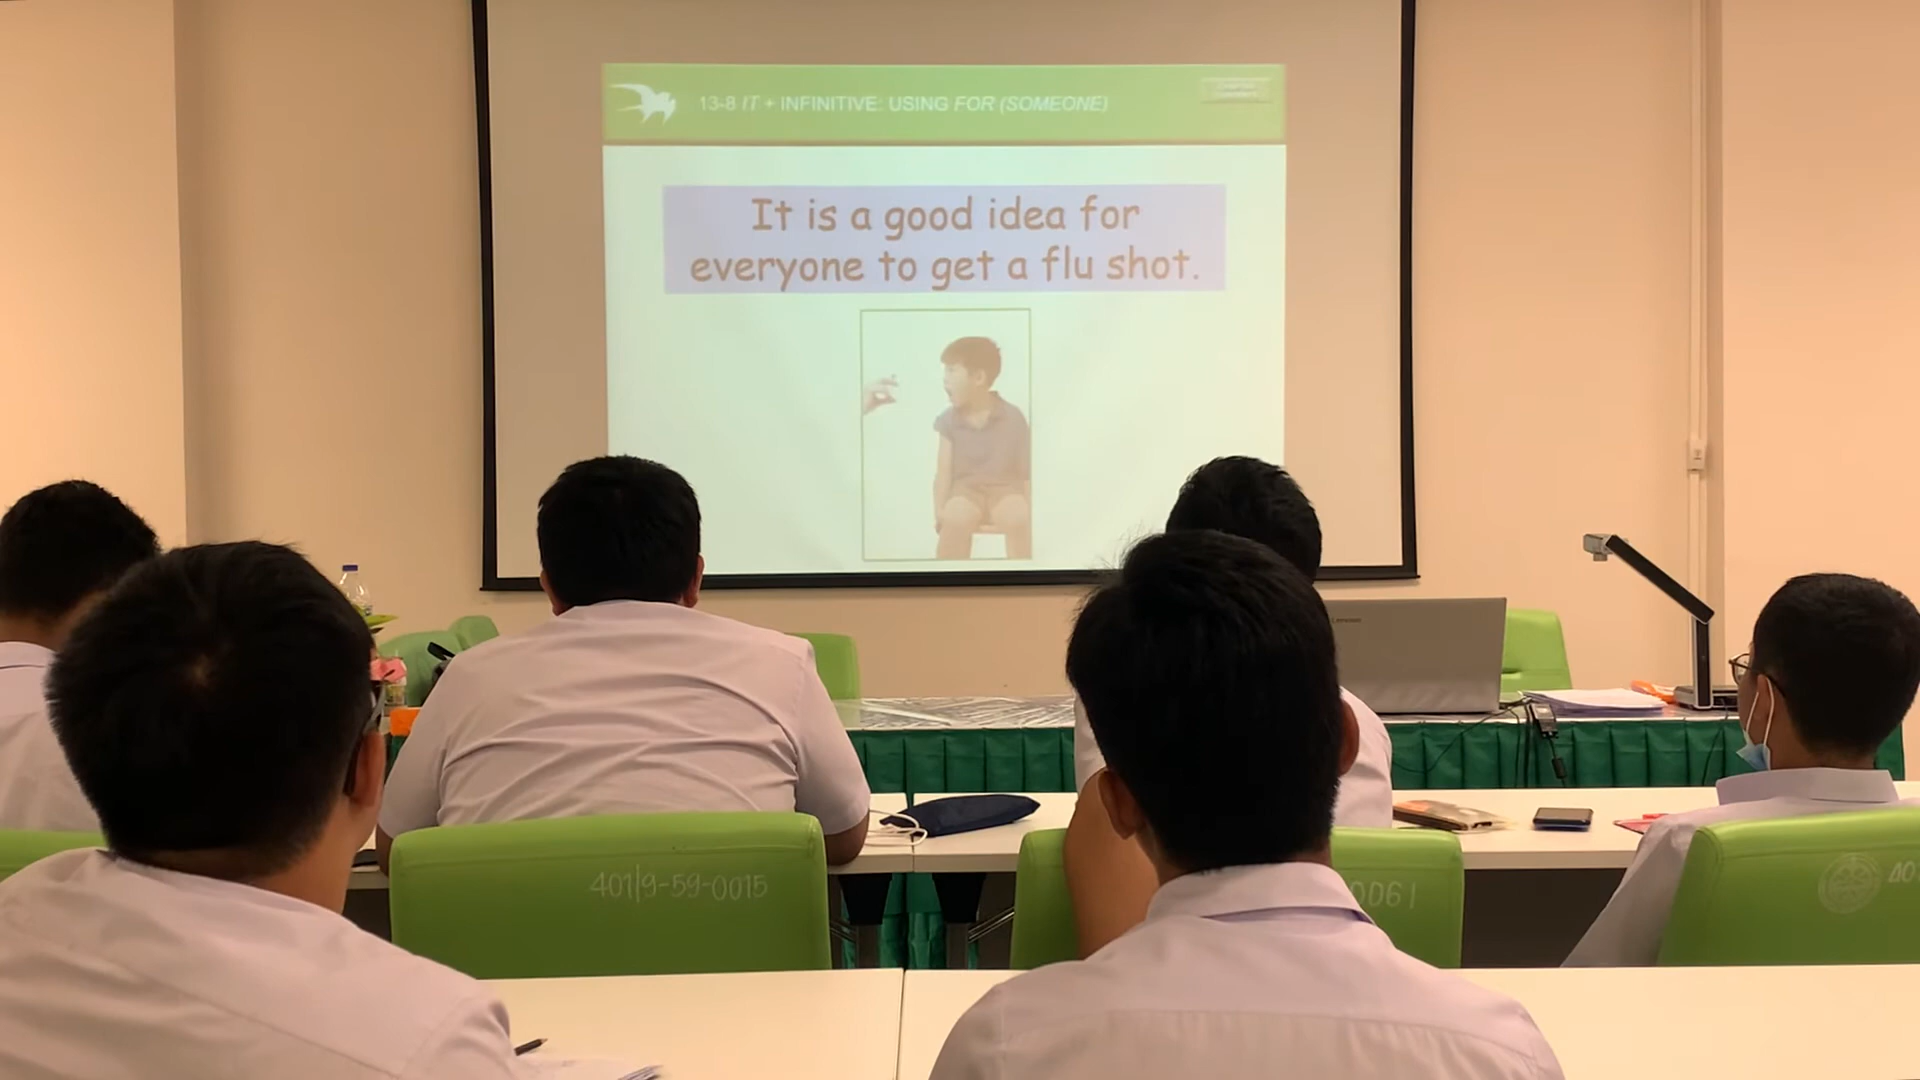 13-8 IT + INFINITIVE: USING FOR (SOMEONE)
It is a good idea for
everyone to get a flu shot.
Lenovo
401/9-59-0015